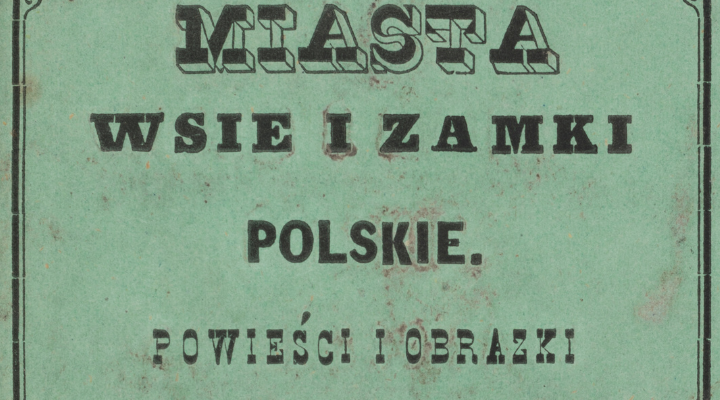 MIASTA
WSIE I ZAMKI
POLSKIE.
POWIEŚCI I OBRAZKI